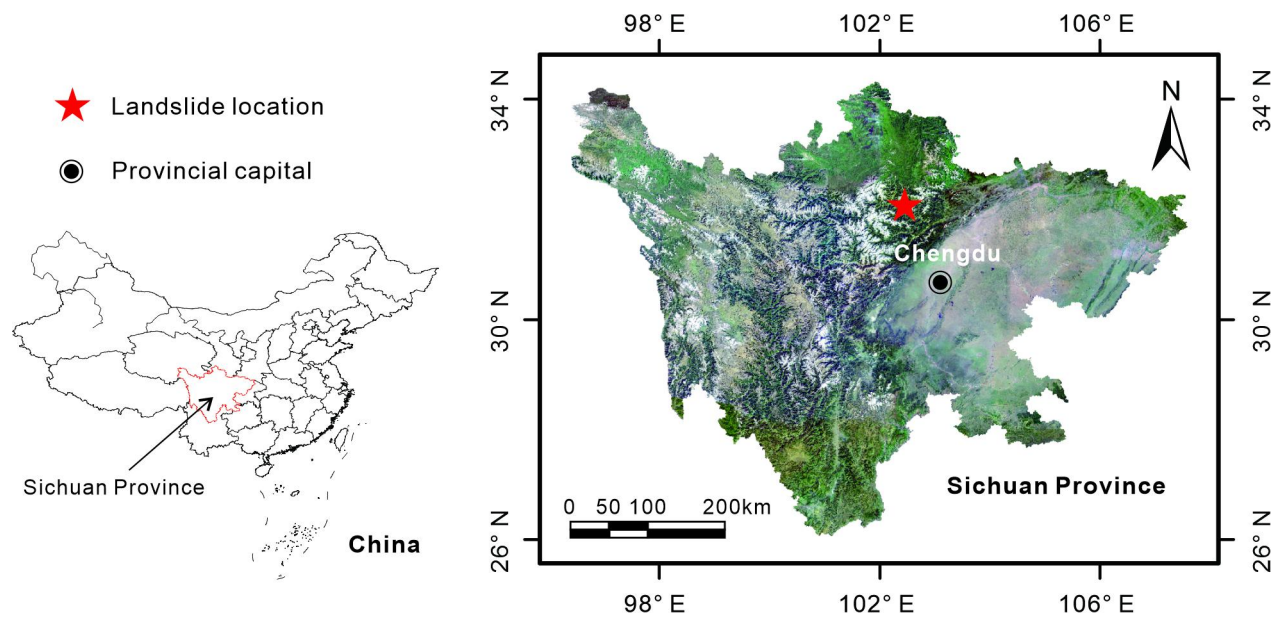 Landslide location
Provincial capital
Sichuan Province
China
98° E 102° E 106° E
34° N
30° N
26° N
N
Chengdu
Sichuan Province
0 50 100 200km
34° N
30° N
26° N
98° E 102° E 106° E